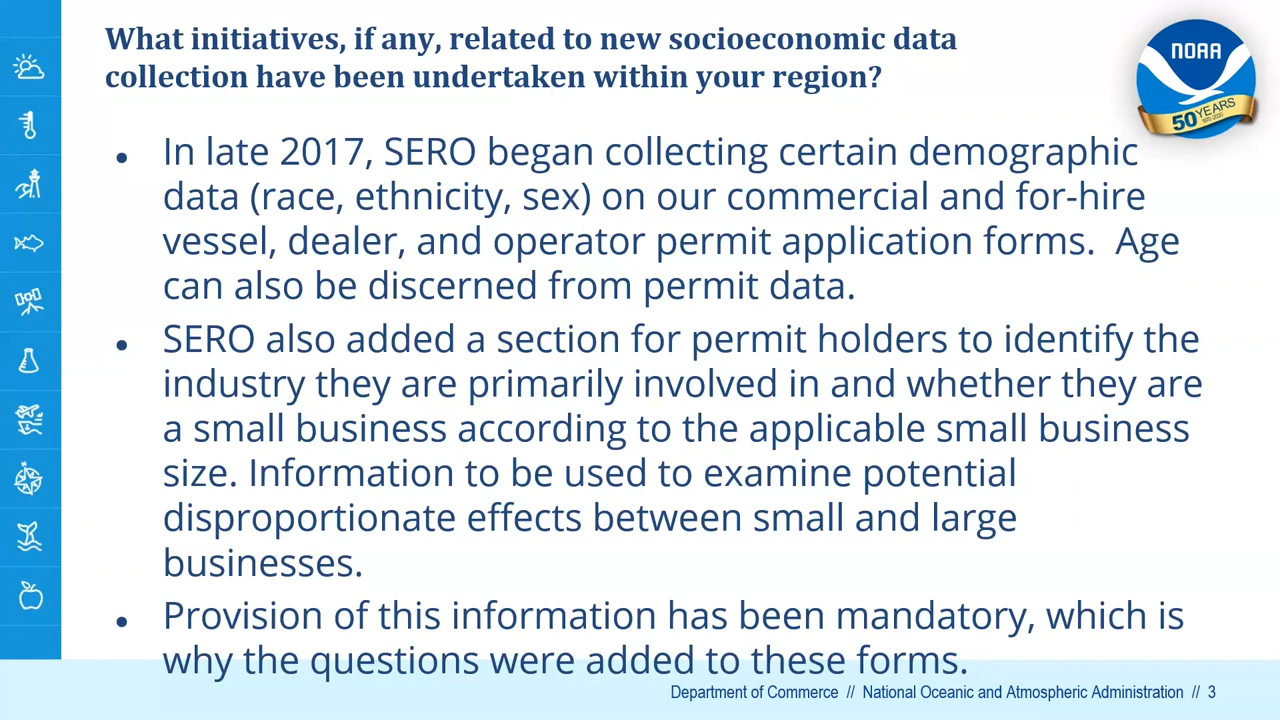 What initiatives, if any, related to new socioeconomic data
collection have been undertaken within your region?
NOAA
50 YEARS
1970-2020
• In late 2017, SERO began collecting certain demographic
data (race, ethnicity, sex) on our commercial and for-hire
vessel, dealer, and operator permit application forms.  Age
can also be discerned from permit data.
• SERO also added a section for permit holders to identify the
industry they are primarily involved in and whether they are
a small business according to the applicable small business
size. Information to be used to examine potential
disproportionate effects between small and large
businesses.
• Provision of this information has been mandatory, which is
why the questions were added to these forms.
Department of Commerce // National Oceanic and Atmospheric Administration // 3